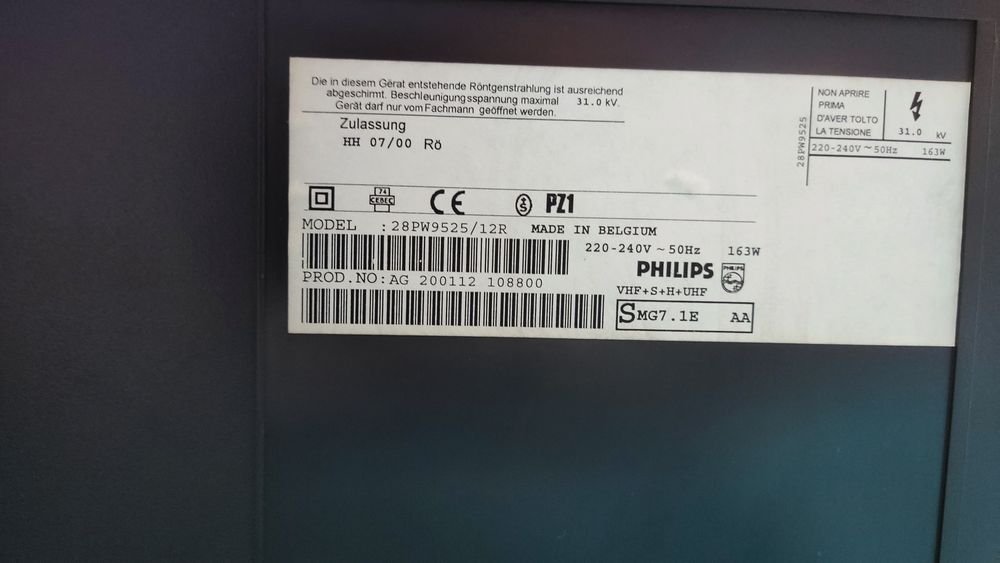 Die in diesem Gerät entstehende Röntgenstrahlung ist ausreichend
abgeschirmt. Beschleunigungsspannung maximal 31.0 kV.
Gerät darf nur vom Fachmann geöffnet werden.
Zulassung
HH 07/00 Rö
74
CEBEC
CE
S
PZ1
MODEL :28PW9525/12R MADE IN BELGIUM
220-240V ~ 50Hz 163W
PHILIPS
PHILIPS
PROD.NO:AG 200112 108800
VHF+S+H+UHF
SMG7.1E AA
28PW9525
NON APRIRE
PRIMA
D'AVER TOLTO
LA TENSIONE
31.0 kV
220-240V ~ 50Hz 163W